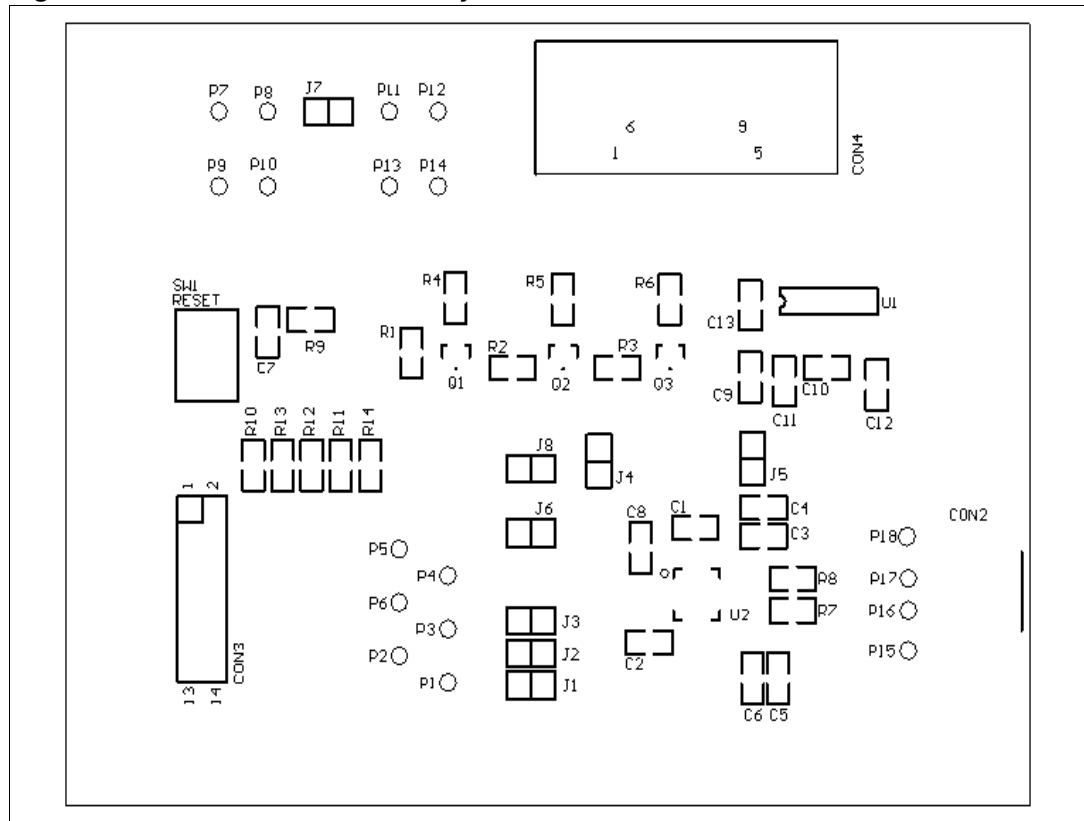 P7 P8 J7 P11 P12
6 9
1 5
CON4
P9 P10 P13 P14
SW1
RESET
R4 R5 R6
C13 U1
C7 R9 R1 R2 R3
Q1 Q2 Q3
C9 C11 C10 C12
R10 R13 R12 R11 R14
J8 J4 J5
1 2
C8 C1 C4
J6 C3
CON2
P5 P18
P4 R8 P17
P6 R7 P16
P3 J3 U2
P2 J2 C2 P15
CON3
P1 J1
13 14
C6 C5